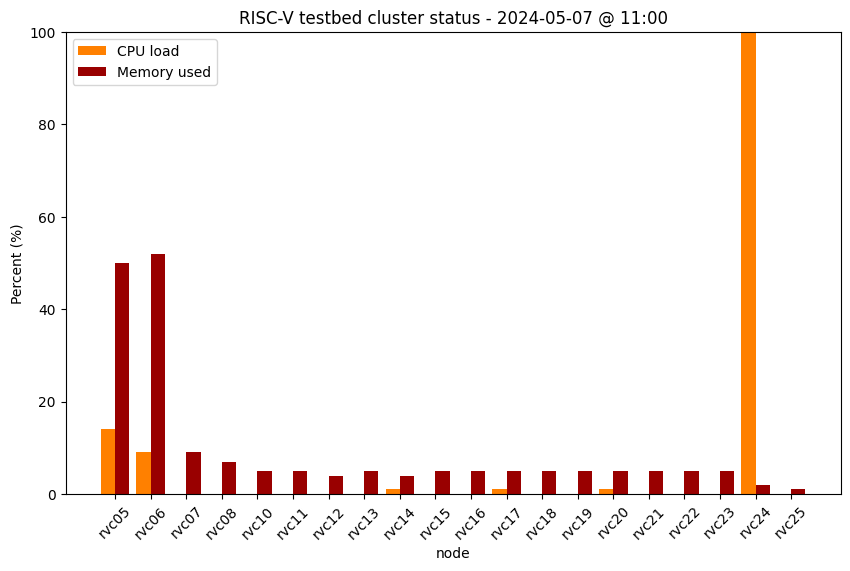 RISC-V testbed cluster status - 2024-05-07 @ 11:00
CPU load
Memory used
Percent (%)
100
80
60
40
20
0
rvc05
rvc06
rvc07
rvc08
rvc10
rvc11
rvc12
rvc13
rvc14
rvc15
rvc16
rvc17
rvc18
rvc19
rvc20
rvc21
rvc22
rvc23
rvc24
rvc25
node